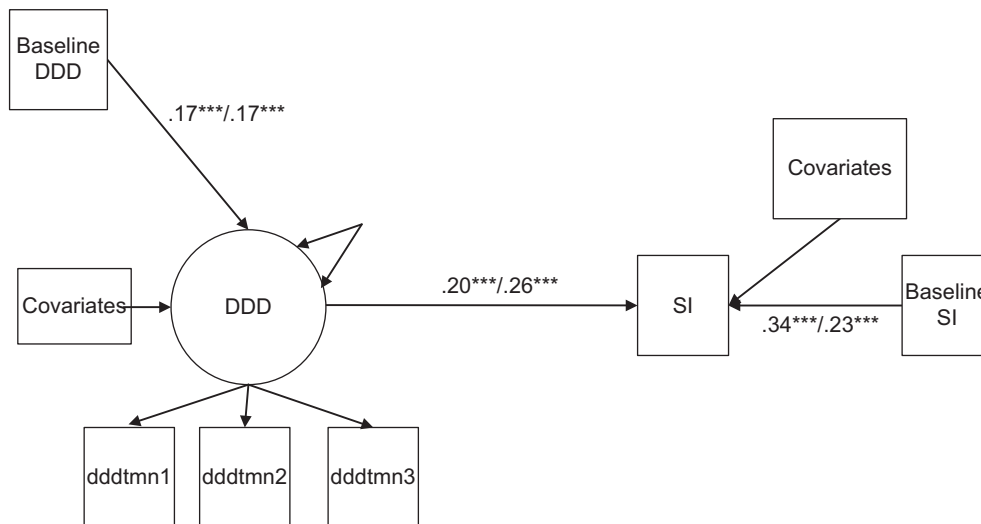 Baseline
DDD
.17***/.17***
Covariates
Covariates
DDD
.20***/.26***
SI
.34***/.23***
Baseline
SI
dddtmn1
dddtmn2
dddtmn3